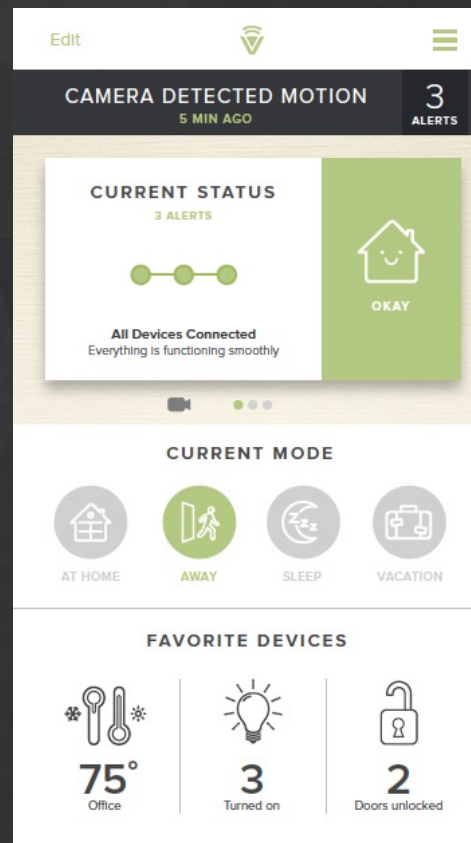 Edit
CAMERA DETECTED MOTION
5 MIN AGO
3
ALERTS
CURRENT STATUS
3 ALERTS
All Devices Connected
Everything is functioning smoothly
OKAY
CURRENT MODE
zzz
AT HOME
AWAY
SLEEP
VACATION
FAVORITE DEVICES
75°
Office
3
Turned on
2
Doors unlocked